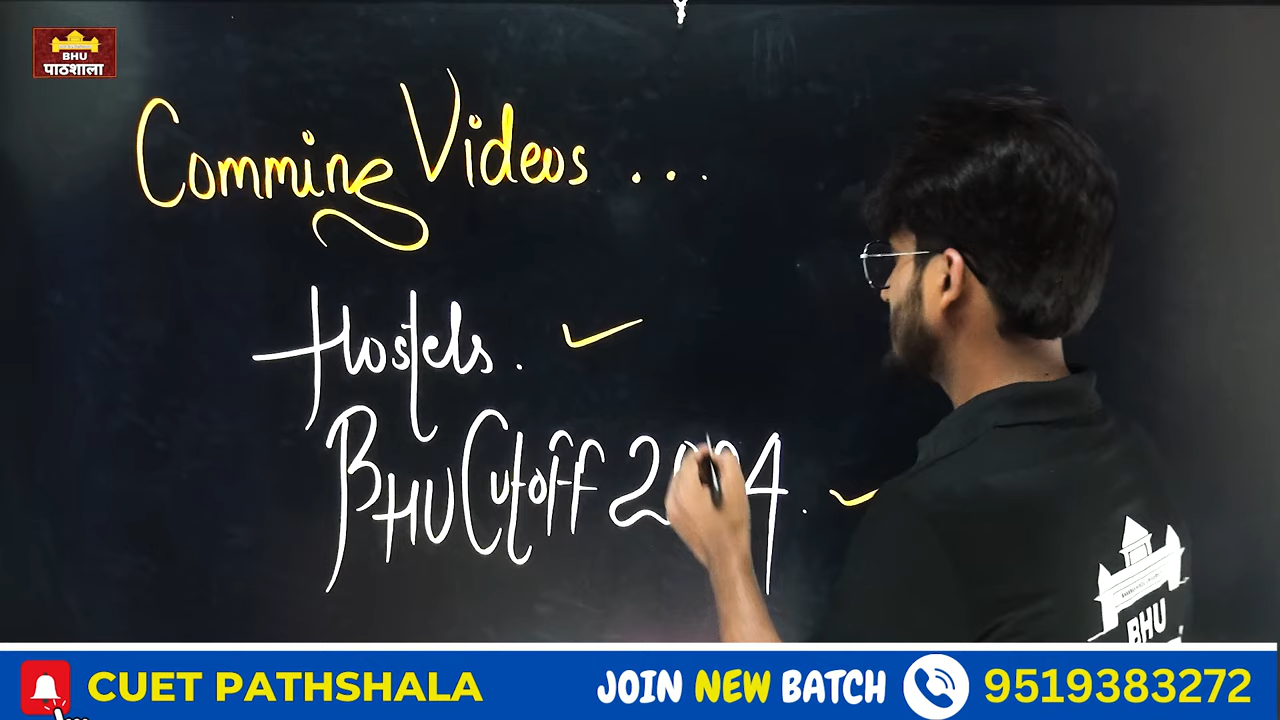 BHU
पाठशाला
Comming Videos ...
Hostels.
BHU Cutoff 2024.
BHU
CUET PATHSHALA
JOIN NEW BATCH
9519383272